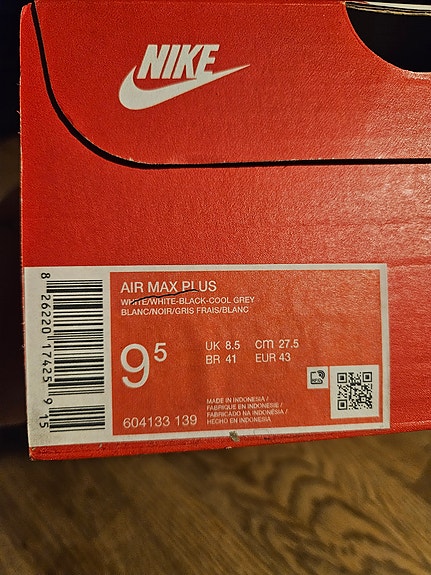 NIKE
AIR MAX PLUS
WHITE/WHITE-BLACK-COOL GREY
BLANC/NOIR/GRIS FRAIS/BLANC
9⁵
UK 8.5 cm 27.5
BR 41 EUR 43
MADE IN INDONESIA /
FABRIQUE EN INDONESIE /
FABRICADO NA INDONESIA /
HECHO EN INDONESIA
604133 139
8 26220 17425 9 15